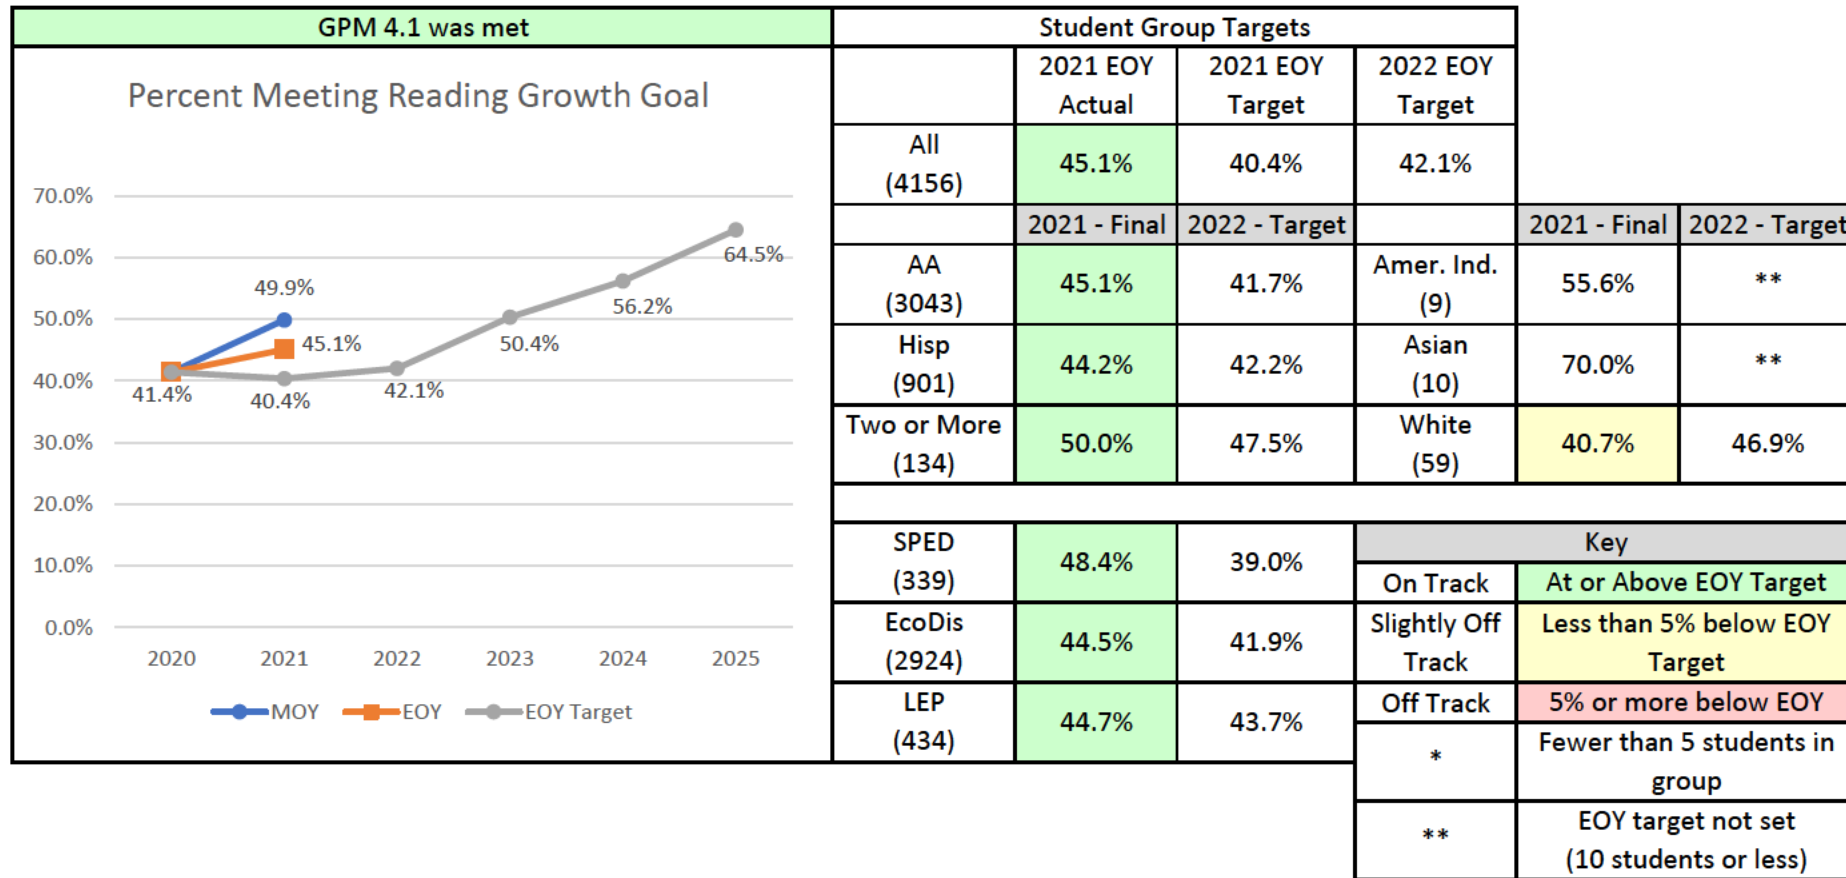 GPM 4.1 was met
Percent Meeting Reading Growth Goal
70.0%
60.0%
50.0%
40.0%
30.0%
20.0%
10.0%
0.0%
49.9%
45.1%
41.4%
40.4%
42.1%
50.4%
56.2%
64.5%
2020 2021 2022 2023 2024 2025
MOY EOY EOY Target
Student Group Targets
2021 EOY 2021 EOY 2022 EOY
Actual Target Target
All
(4156)
45.1% 40.4% 42.1%
2021 - Final 2022 - Target 2021 - Final 2022 - Target
AA
(3043)
45.1% 41.7%
Amer. Ind.
(9)
55.6% **
Hisp
(901)
44.2% 42.2%
Asian
(10)
70.0% **
Two or More
(134)
50.0% 47.5%
White
(59)
40.7% 46.9%
SPED
(339)
48.4% 39.0%
EcoDis
(2924)
44.5% 41.9%
LEP
(434)
44.7% 43.7%
Key
On Track At or Above EOY Target
Slightly Off
Track
Less than 5% below EOY
Target
Off Track 5% or more below EOY
*
Fewer than 5 students in
group
**
EOY target not set
(10 students or less)